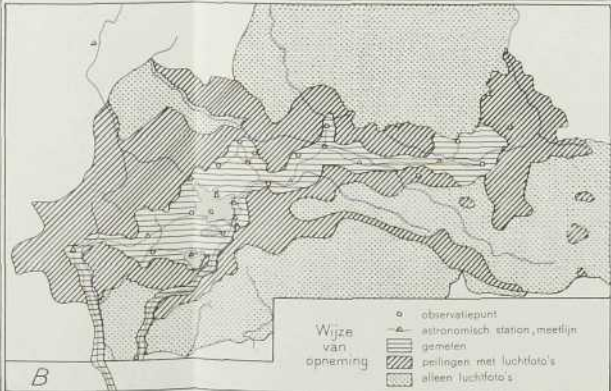 Wijze
van
opneming
observatiepunt
astronomisch station, meetlijn
gemeten
peilingen met luchtfoto's
alleen luchtfoto's
B